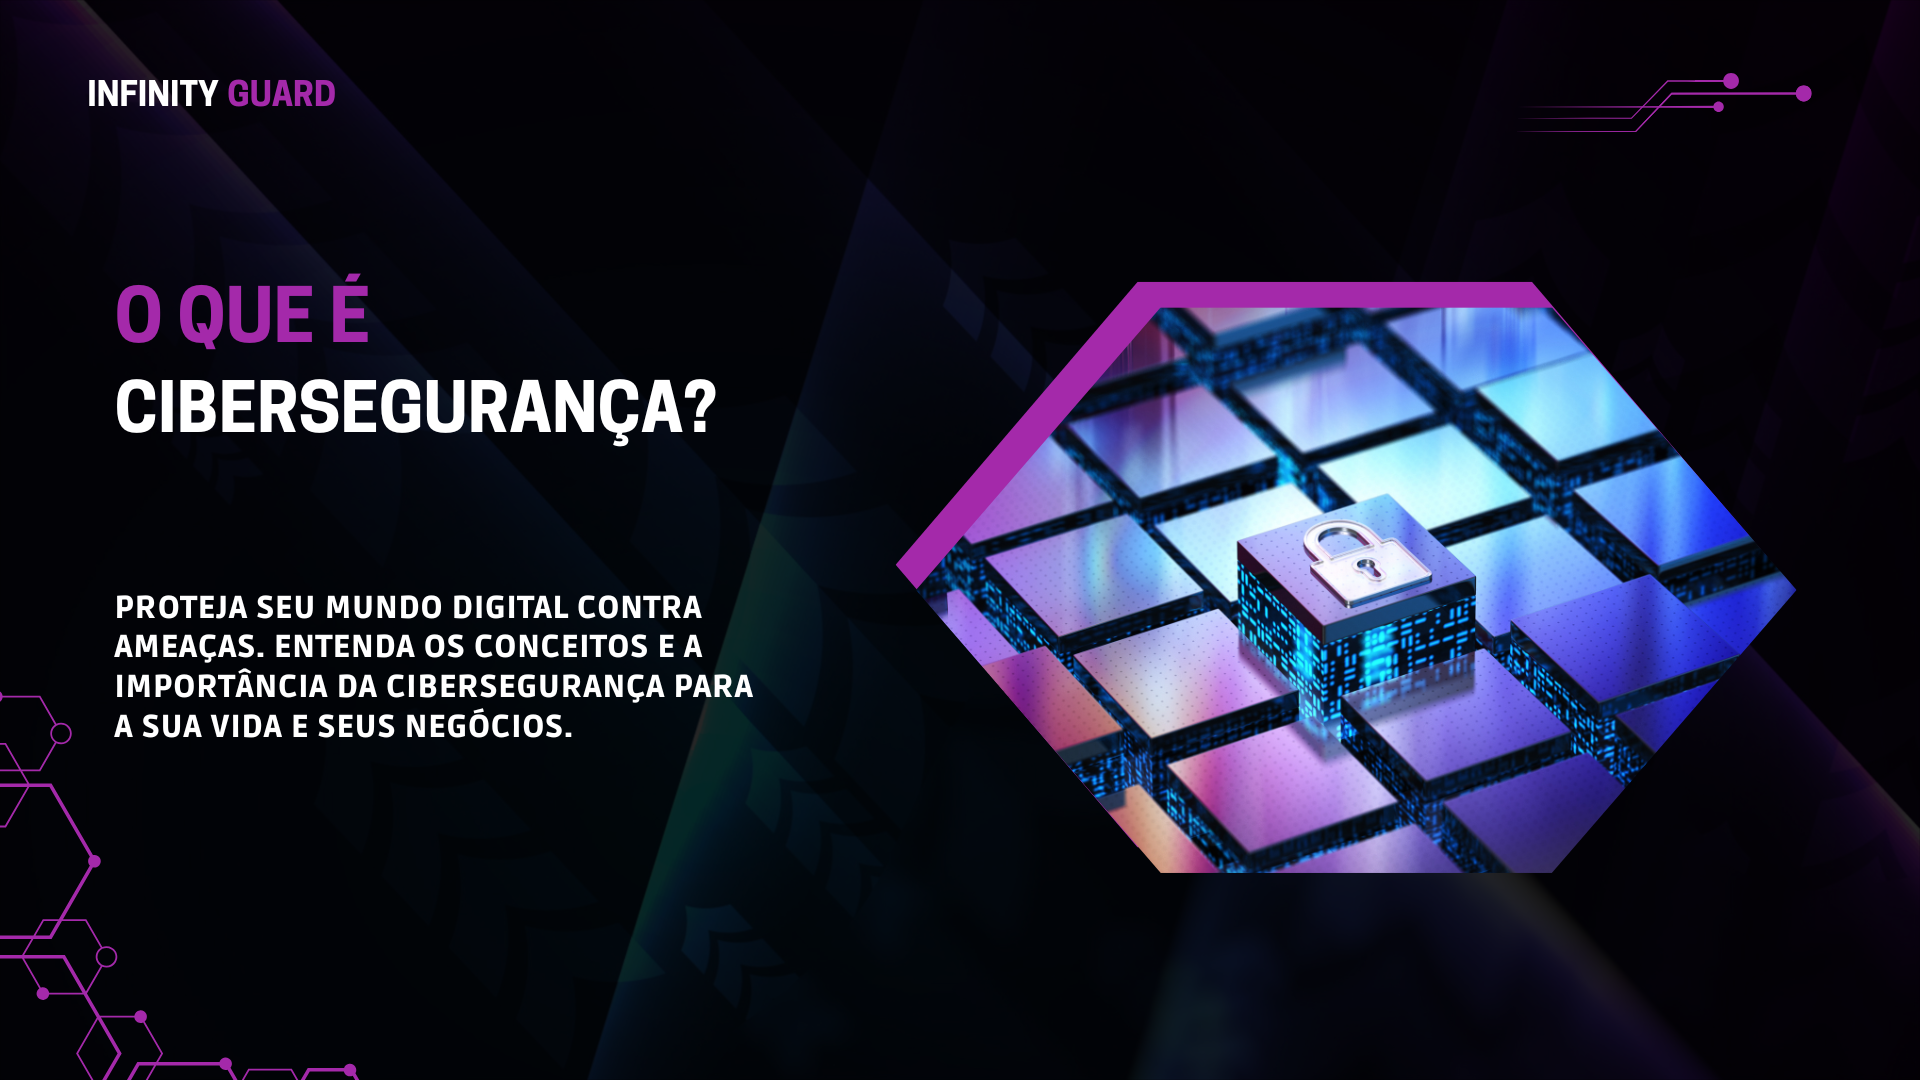 INFINITY GUARD
O QUE É
CIBERSEGURANÇA?
PROTEJA SEU MUNDO DIGITAL CONTRA
AMEAÇAS. ENTENDA OS CONCEITOS E A
IMPORTÂNCIA DA CIBERSEGURANÇA PARA
A SUA VIDA E SEUS NEGÓCIOS.